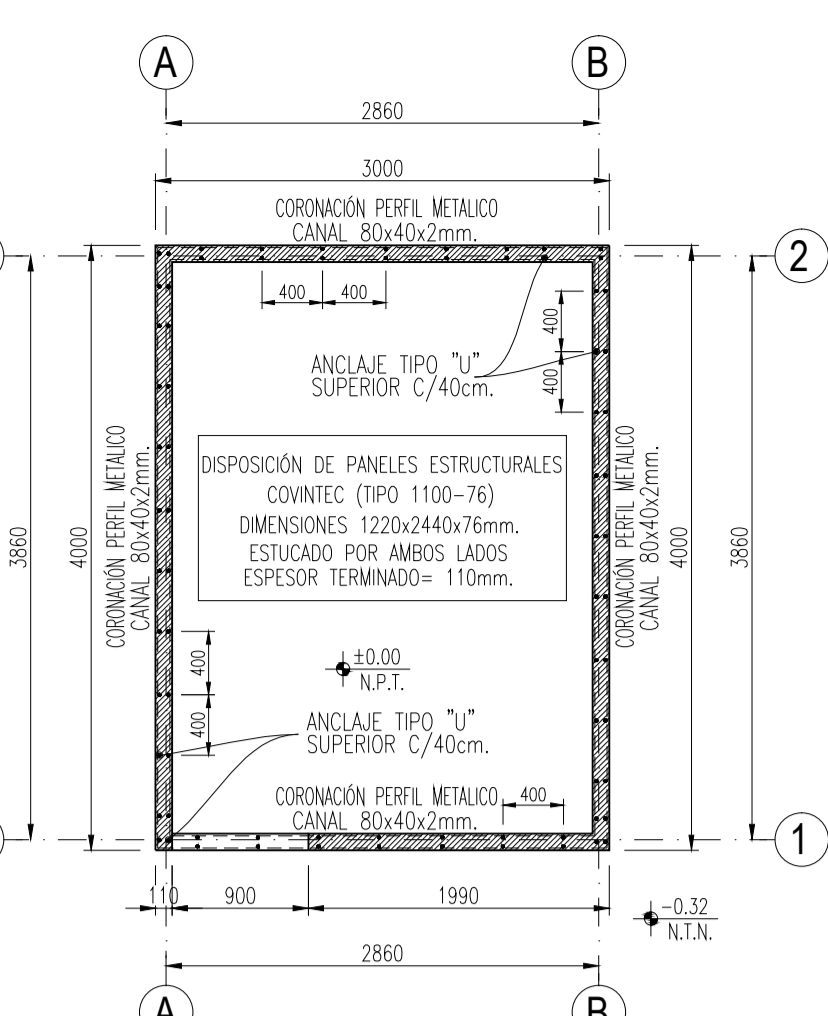 A
B
2860
3000
CORONACIÓN PERFIL METALICO
CANAL 80x40x2mm.
2
400
400
400
400
ANCLAJE TIPO "U"
SUPERIOR C/40cm.
DISPOSICIÓN DE PANELES ESTRUCTURALES
COVINTEC (TIPO 1100-76)
DIMENSIONES 1220x2440x76mm.
ESTUCADO POR AMBOS LADOS
ESPESOR TERMINADO= 110mm.
3860
4000
CORONACIÓN PERFIL METALICO
CANAL 80x40x2mm.
CORONACIÓN PERFIL METALICO
CANAL 80x40x2mm.
4000
3860
400
400
±0.00
N.P.T.
ANCLAJE TIPO "U"
SUPERIOR C/40cm.
CORONACIÓN PERFIL METALICO
CANAL 80x40x2mm.
400
1
110
900
1990
-0.32
N.T.N.
2860
A
B